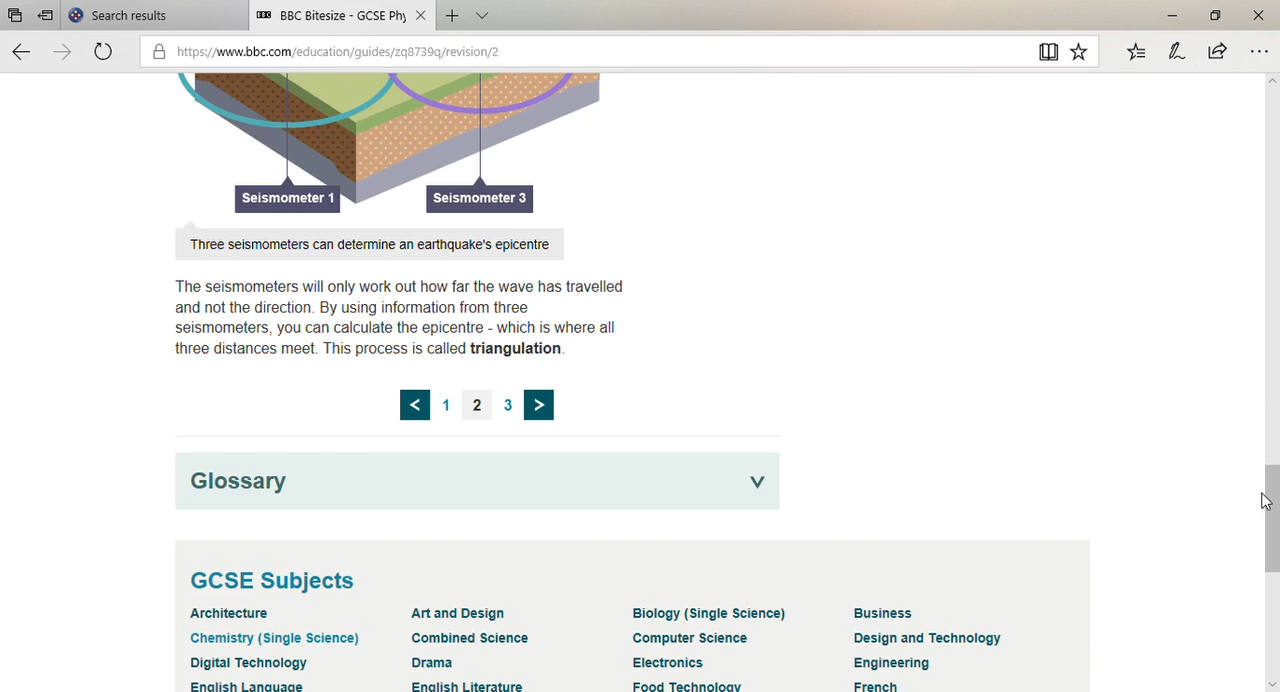 Search results
BBC Bitesize - GCSE Phy
https://www.bbc.com/education/guides/zq8739q/revision/2
Seismometer 1
Seismometer 3
Three seismometers can determine an earthquake's epicentre
The seismometers will only work out how far the wave has travelled
and not the direction. By using information from three
seismometers, you can calculate the epicentre - which is where all
three distances meet. This process is called triangulation.
< 1 2 3 >
Glossary
GCSE Subjects
Architecture Art and Design Biology (Single Science) Business
Chemistry (Single Science) Combined Science Computer Science Design and Technology
Digital Technology Drama Electronics Engineering
English Language English Literature Food Technology French